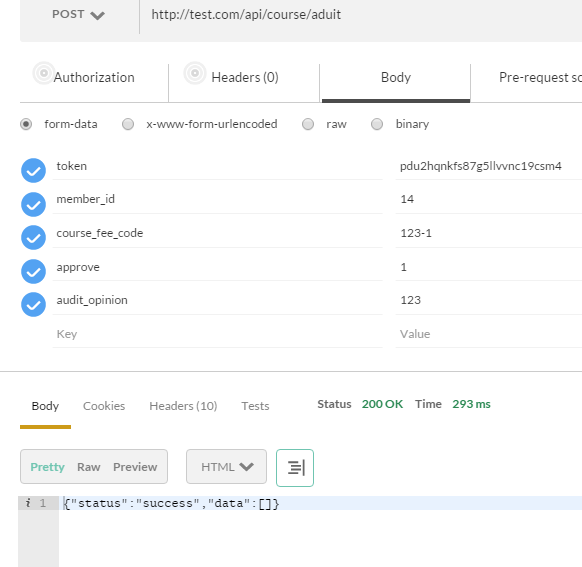 POST http://test.com/api/course/aduit
Authorization Headers (0) Body Pre-request sc
form-data x-www-form-urlencoded raw binary
token pdu2hqnkfs87g5llvvnc19csm4
member_id 14
course_fee_code 123-1
approve 1
audit_opinion 123
Key Value
Body Cookies Headers (10) Tests Status 200 OK Time 293 ms
Pretty Raw Preview HTML
i 1 {"status":"success","data":[]}